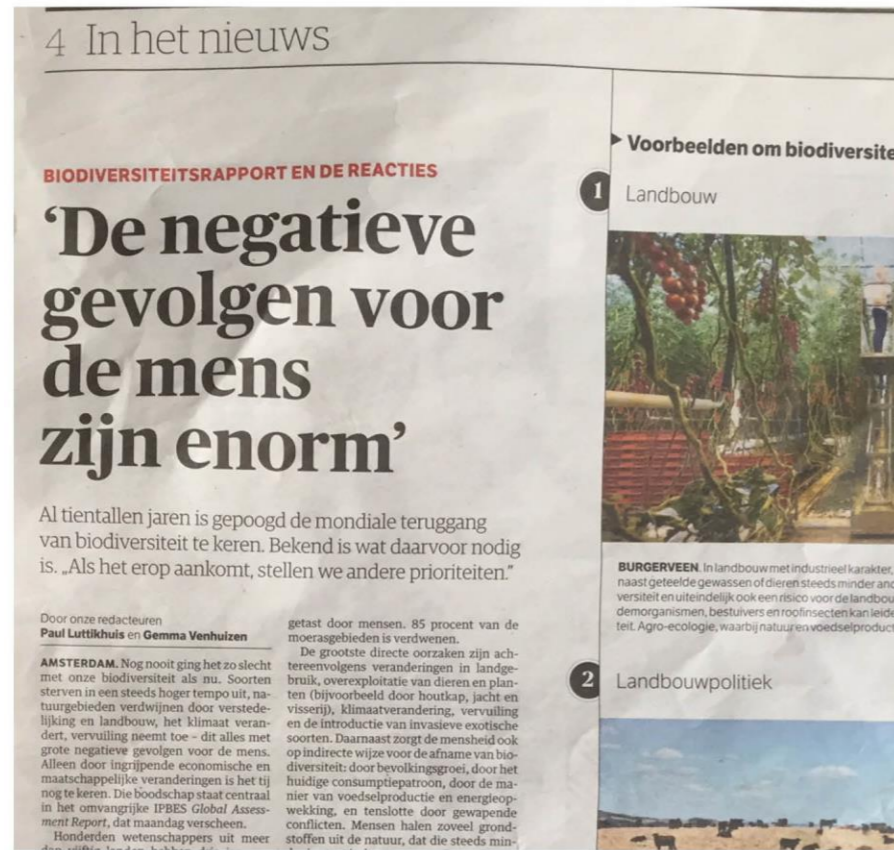 4 In het nieuws
BIODIVERSITEITSRAPPORT EN DE REACTIES
‘De negatieve
gevolgen voor
de mens
zijn enorm’
Al tientallen jaren is gepoogd de mondiale teruggang
van biodiversiteit te keren. Bekend is wat daarvoor nodig
is. „Als het erop aankomt, stellen we andere prioriteiten.”
Door onze redacteuren
Paul Luttikhuis en Gemma Venhuizen
AMSTERDAM. Nog nooit ging het zo slecht
met onze biodiversiteit als nu. Soorten
sterven in een steeds hoger tempo uit, na-
tuurgebieden verdwijnen door verstede-
lijking en landbouw, het klimaat veran-
dert, vervuiling neemt toe – dit alles met
grote negatieve gevolgen voor de mens.
Alleen door ingrijpende economische en
maatschappelijke veranderingen is het tij
nog te keren. Die boodschap staat centraal
in het omvangrijke IPBES Global Assess-
ment Report, dat maandag verscheen.
Honderden wetenschappers uit meer
getast door mensen. 85 procent van de
moerasgebieden is verdwenen.
De grootste directe oorzaken zijn ach-
tereenvolgens veranderingen in landge-
bruik, overexploitatie van dieren en plan-
ten (bijvoorbeeld door houtkap, jacht en
visserij), klimaatverandering, vervuiling
en de introductie van invasieve exotische
soorten. Daarnaast zorgt de mensheid ook
op indirecte wijze voor de afname van bio-
diversiteit: door bevolkingsgroei, door het
huidige consumptiepatroon, door de ma-
nier van voedselproductie en energieop-
wekking, en tenslotte door gewapende
conflicten. Mensen halen zoveel grond-
stoffen uit de natuur, dat die steeds min-
Voorbeelden om biodiversite
1 Landbouw
BURGERVEEN. In landbouw met industrieel karakter,
naast geteelde gewassen of dieren steeds minder and
versiteit en uiteindelijk ook een risico voor de landbou
demorganismen, bestuivers en roofinsecten kan leide
teit. Agro-ecologie, waarbij natuur en voedselproduct
2 Landbouwpolitiek